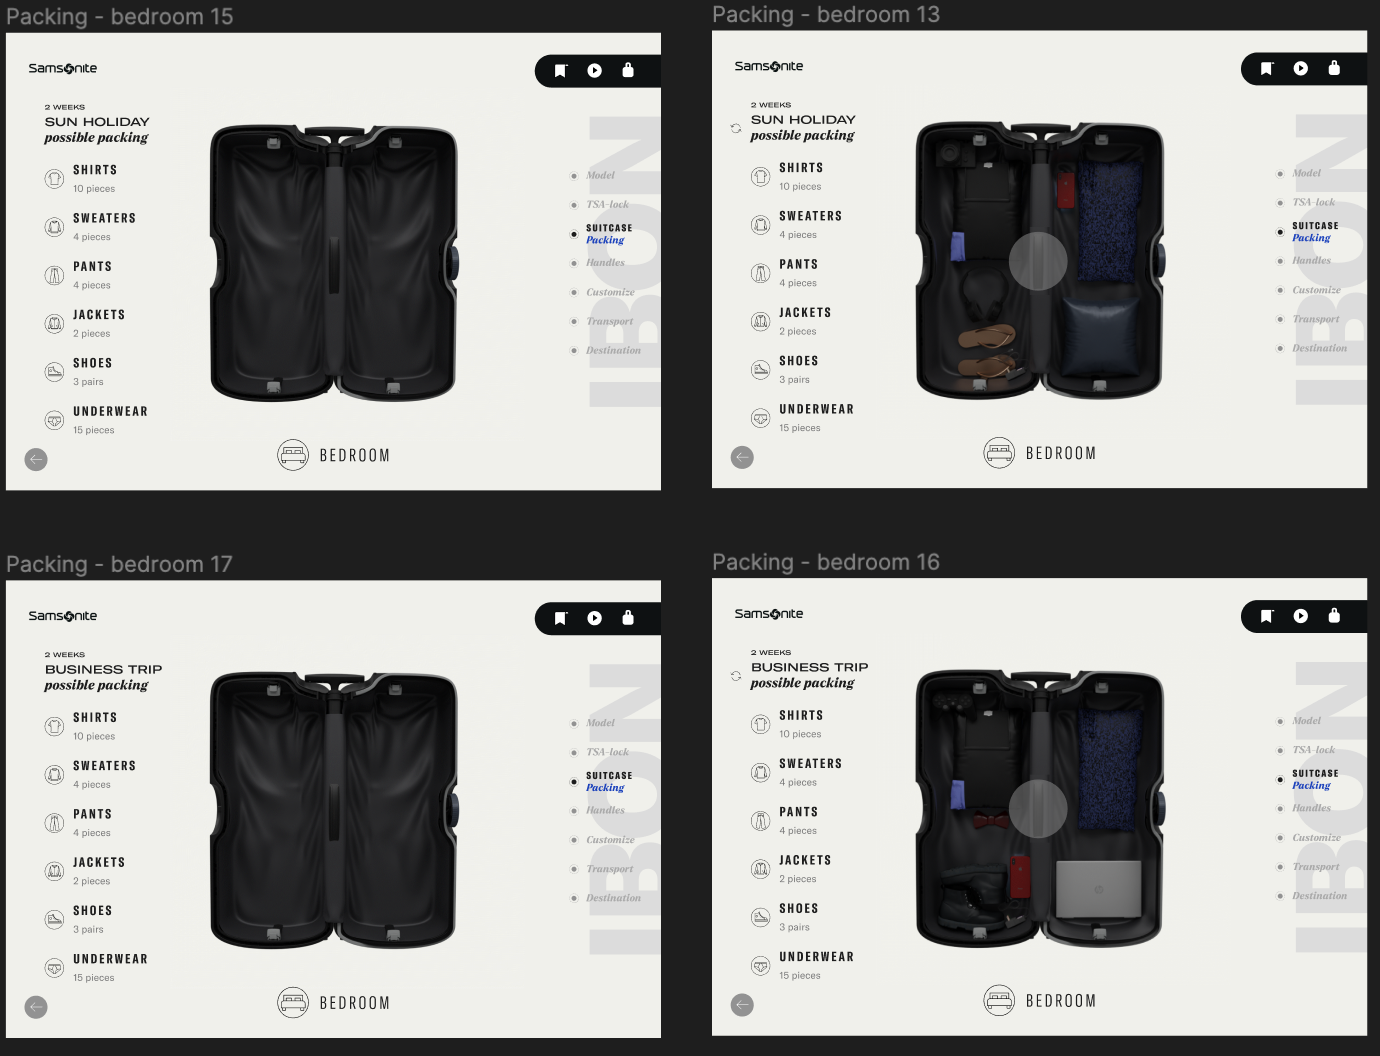 Packing - bedroom 15
Samsonite
2 WEEKS
SUN HOLIDAY
possible packing
SHIRTS
10 pieces
SWEATERS
4 pieces
PANTS
4 pieces
JACKETS
2 pieces
SHOES
3 pairs
UNDERWEAR
15 pieces
BEDROOM
Model
TSA-lock
SUITCASE
Packing
Handles
Customize
Transport
Destination
IBON
Packing - bedroom 13
Samsonite
2 WEEKS
SUN HOLIDAY
possible packing
SHIRTS
10 pieces
SWEATERS
4 pieces
PANTS
4 pieces
JACKETS
2 pieces
SHOES
3 pairs
UNDERWEAR
15 pieces
BEDROOM
Model
TSA-lock
SUITCASE
Packing
Handles
Customize
Transport
Destination
IBON
Packing - bedroom 17
Samsonite
2 WEEKS
BUSINESS TRIP
possible packing
SHIRTS
10 pieces
SWEATERS
4 pieces
PANTS
4 pieces
JACKETS
2 pieces
SHOES
3 pairs
UNDERWEAR
15 pieces
BEDROOM
Model
TSA-lock
SUITCASE
Packing
Handles
Customize
Transport
Destination
IBON
Packing - bedroom 16
Samsonite
2 WEEKS
BUSINESS TRIP
possible packing
SHIRTS
10 pieces
SWEATERS
4 pieces
PANTS
4 pieces
JACKETS
2 pieces
SHOES
3 pairs
UNDERWEAR
15 pieces
BEDROOM
Model
TSA-lock
SUITCASE
Packing
Handles
Customize
Transport
Destination
IBON